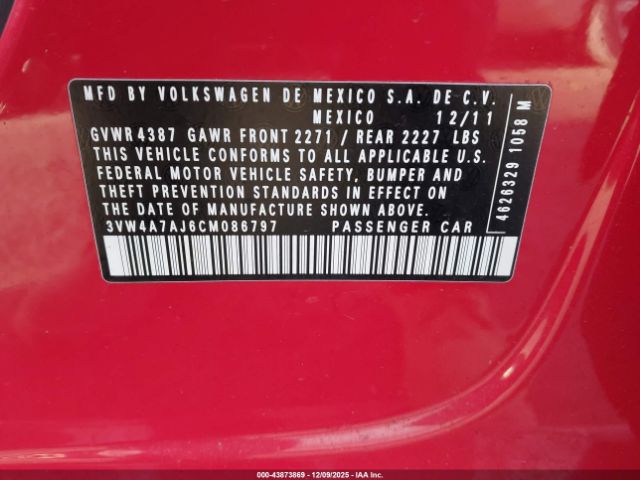 MFD BY VOLKSWAGEN DE MEXICO S.A. DE C.V.
MEXICO 12/11
GVWR 4387 GAWR FRONT 2271 / REAR 2227 LBS
THIS VEHICLE CONFORMS TO ALL APPLICABLE U.S.
FEDERAL MOTOR VEHICLE SAFETY, BUMPER AND
THEFT PREVENTION STANDARDS IN EFFECT ON
THE DATE OF MANUFACTURE SHOWN ABOVE.
3VW4A7AJ6CM086797 PASSENGER CAR
4626329 1058 M
000-43873869 | 12/09/2025 | IAA, Inc.